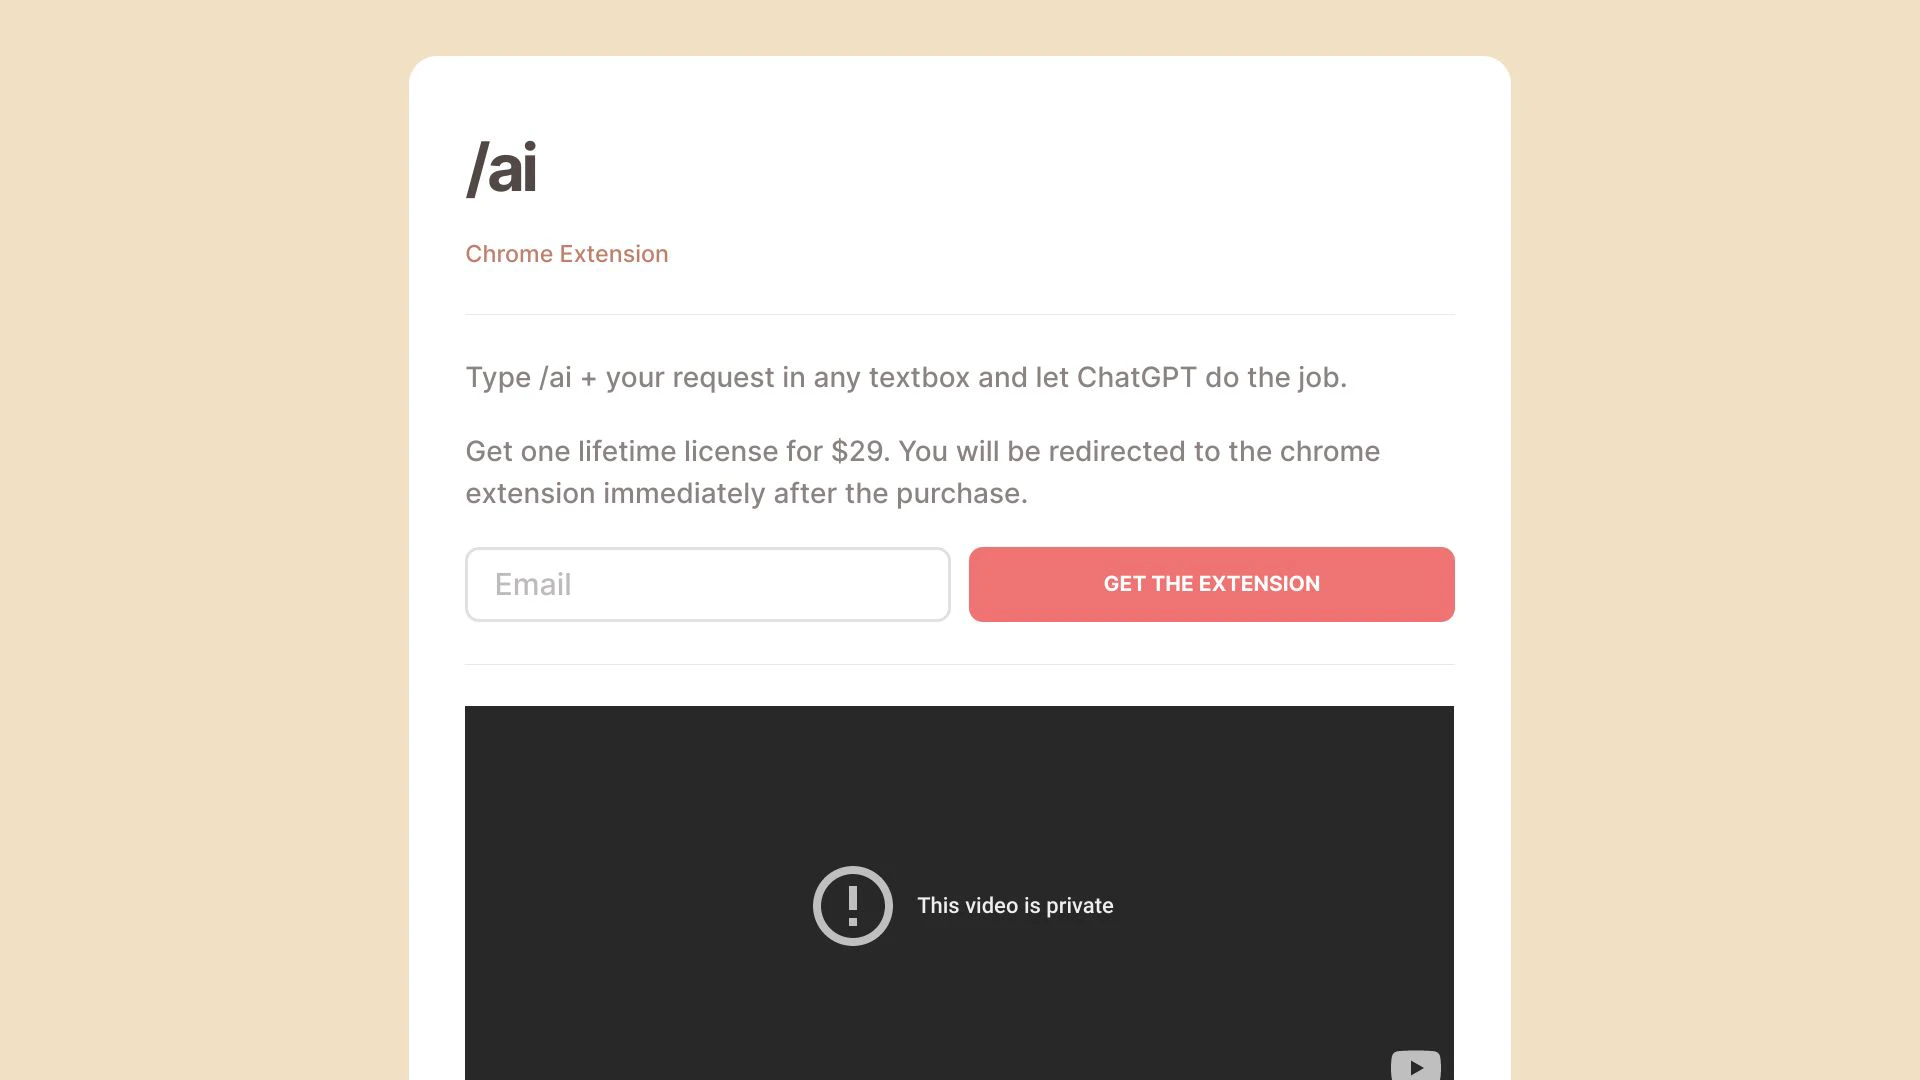 /ai
Chrome Extension
Type /ai + your request in any textbox and let ChatGPT do the job.
Get one lifetime license for $29. You will be redirected to the chrome
extension immediately after the purchase.
Email
GET THE EXTENSION
This video is private